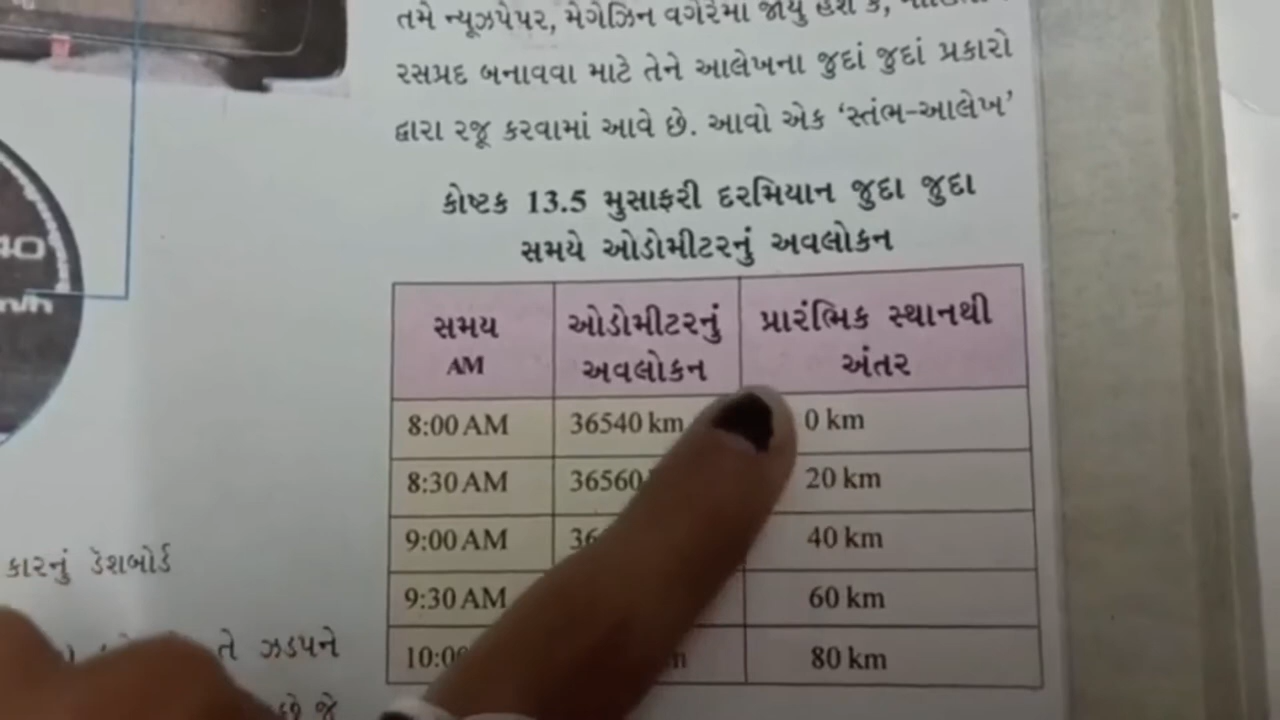 તમે ન્યૂઝપેપર, મેગેઝિન વગેરેમાં જોયું હશે કે,
રસપ્રદ બનાવવા માટે તેને આલેખના જુદાં જુદાં પ્રકારો
દ્વારા રજૂ કરવામાં આવે છે. આવો એક ‘સ્તંભ-આલેખ’
કોષ્ટક 13.5 મુસાફરી દરમિયાન જુદા જુદા
સમયે ઓડોમીટરનું અવલોકન
સમય ઓડોમીટરનું પ્રારંભિક સ્થાનથી
AM અવલોકન અંતર
8:00 AM 36540 km 0 km
8:30 AM 36560 20 km
9:00 AM 40 km
9:30 AM 60 km
80 km
40
m/h
કારનું ડેશબોર્ડ
તે ઝડપને
છે જે